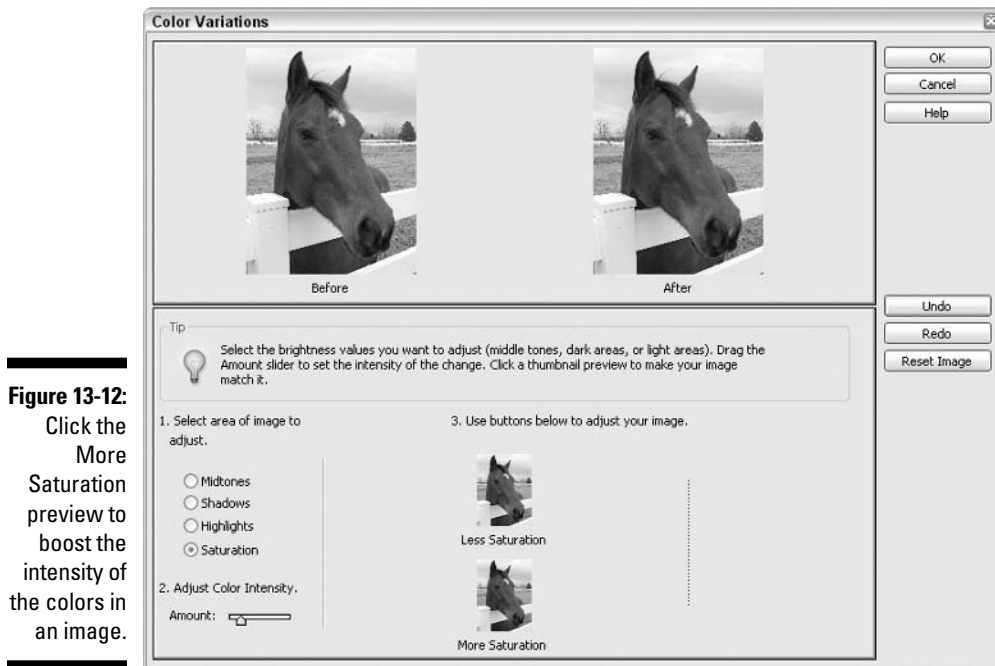 Color Variations
OK
Cancel
Help
Before
After
Undo
Redo
Reset Image
Tip
Select the brightness values you want to adjust (middle tones, dark areas, or light areas). Drag the
Amount slider to set the intensity of the change. Click a thumbnail preview to make your image
match it.
1. Select area of image to
adjust.
Midtones
Shadows
Highlights
Saturation
2. Adjust Color Intensity.
Amount:
3. Use buttons below to adjust your image.
Less Saturation
More Saturation
Figure 13-12:
Click the
More
Saturation
preview to
boost the
intensity of
the colors in
an image.